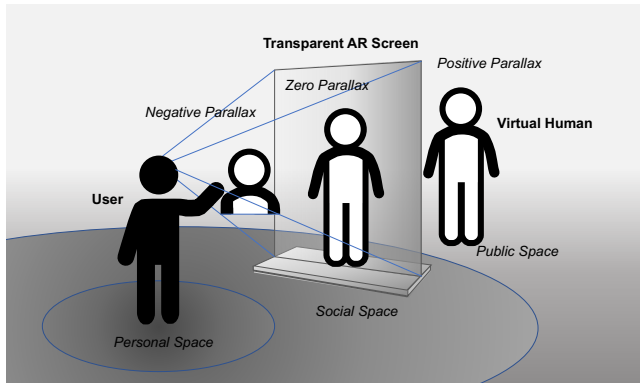 Transparent AR Screen
Positive Parallax
Zero Parallax
Negative Parallax
Virtual Human
User
Public Space
Social Space
Personal Space